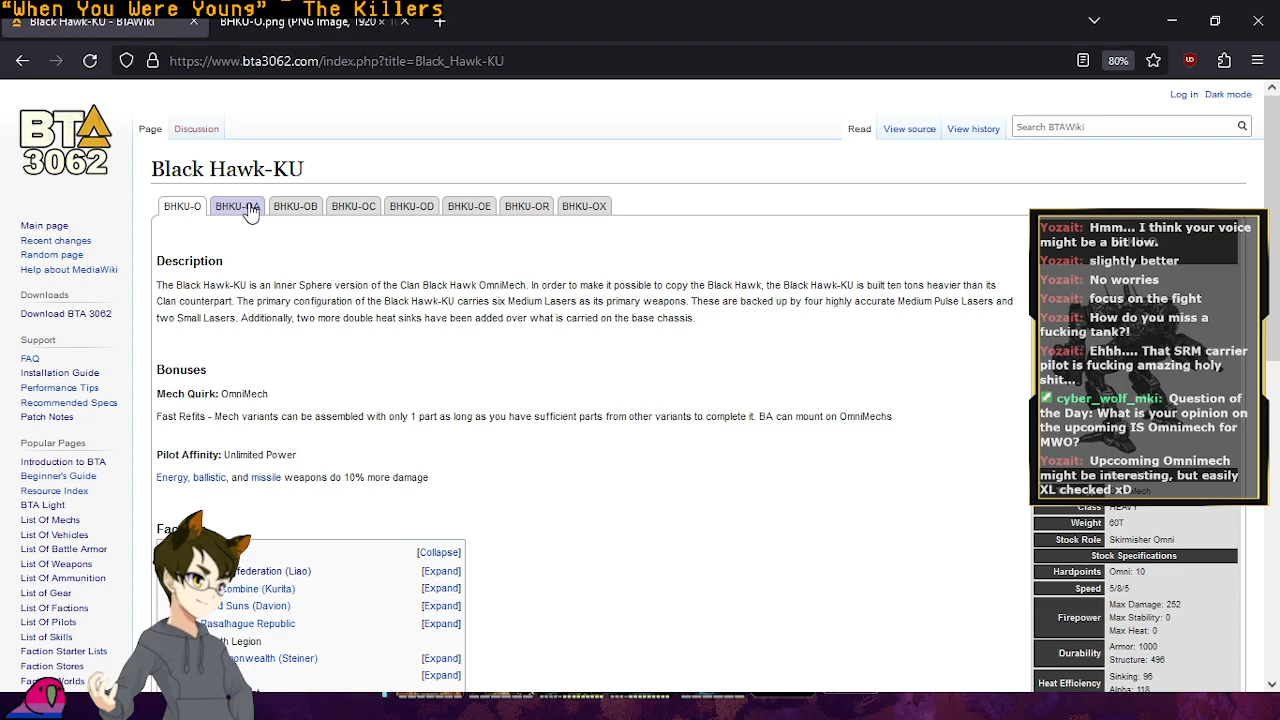 “When You Were Young” - The Killers
Black Hawk-KU - BTAWiki
BHKU-O.png (PNG Image, 1920 ×
https://www.bta3062.com/index.php?title=Black_Hawk-KU
80%
Log in Dark mode
BTA
3062
Page Discussion
Read View source View history
Search BTAWiki
Black Hawk-KU
BHKU-O BHKU-OA BHKU-OB BHKU-OC BHKU-OD BHKU-OE BHKU-OR BHKU-OX
Main page
Recent changes
Random page
Help about MediaWiki
Downloads
Download BTA 3062
Support
FAQ
Installation Guide
Performance Tips
Recommended Specs
Patch Notes
Popular Pages
Introduction to BTA
Beginner's Guide
Resource Index
BTA Light
List Of Mechs
List Of Vehicles
List Of Battle Armor
List Of Weapons
List Of Ammunition
List of Gear
List Of Factions
List Of Pilots
List of Skills
Faction Starter Lists
Faction Stores
Description
The Black Hawk-KU is an Inner Sphere version of the Clan Black Hawk OmniMech. In order to make it possible to copy the Black Hawk, the Black Hawk-KU is built ten tons heavier than its
Clan counterpart. The primary configuration of the Black Hawk-KU carries six Medium Lasers as its primary weapons. These are backed up by four highly accurate Medium Pulse Lasers and
two Small Lasers. Additionally, two more double heat sinks have been added over what is carried on the base chassis.
Bonuses
Mech Quirk: OmniMech
Fast Refits - Mech variants can be assembled with only 1 part as long as you have sufficient parts from other variants to complete it. BA can mount on OmniMechs
Pilot Affinity: Unlimited Power
Energy, ballistic, and missile weapons do 10% more damage
[Collapse]
(Liao) [Expand]
(Kurita) [Expand]
Suns (Davion) [Expand]
Rasalhague Republic [Expand]
Legion
(Steiner) [Expand]
[Expand]
Yozait: Hmm... I think your voice
might be a bit low.
Yozait: slightly better
Yozait: No worries
Yozait: focus on the fight
Yozait: How do you miss a
fucking tank?!
Yozait: Ehhh.... That SRM carrier
pilot is fucking amazing holy
shit...
cyber_wolf_mki: Question of
the Day: What is your opinion on
the upcoming IS Omnimech for
MWO?
Yozait: Upccoming Omnimech
might be interesting, but easily
XL checked xD
Class HEAVY
Weight 60T
Stock Role Skirmisher Omni
Stock Specifications
Hardpoints Omni: 10
Speed 5/8/5
Firepower
Max Damage: 252
Max Stability: 0
Max Heat: 0
Durability
Armor: 1000
Structure: 496
Heat Efficiency
Sinking: 96
Alpha: 118